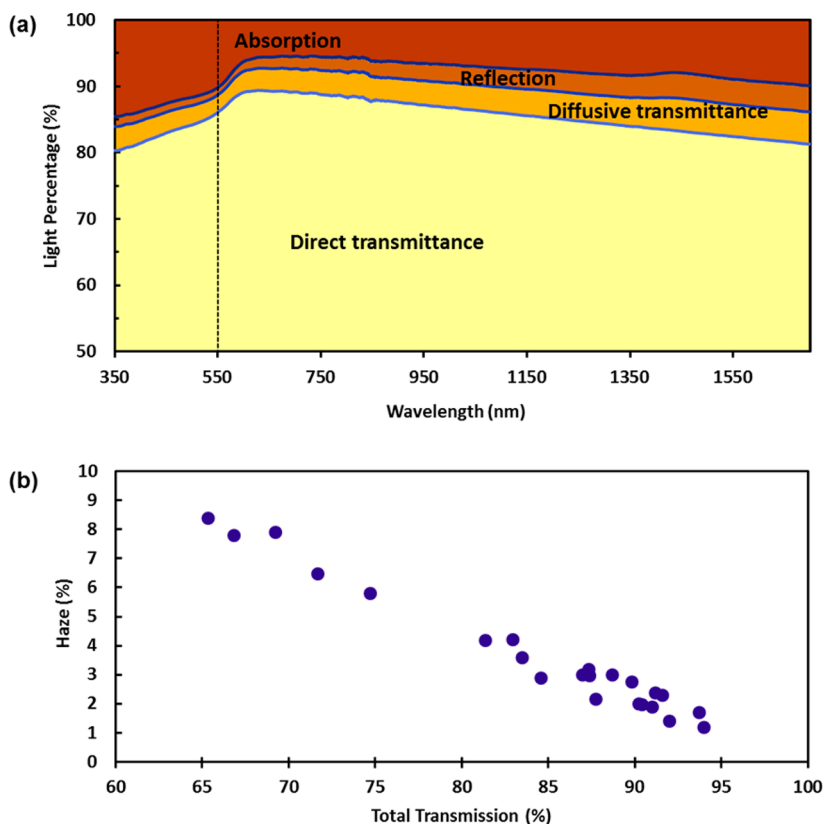 (a)
100
90
80
70
60
50
Light Percentage (%)
Absorption
Reflection
Diffusive transmittance
Direct transmittance
350 550 750 950 1150 1350 1550
Wavelength (nm)
(b)
10
9
8
7
6
5
4
3
2
1
0
Haze (%)
60 65 70 75 80 85 90 95 100
Total Transmission (%)